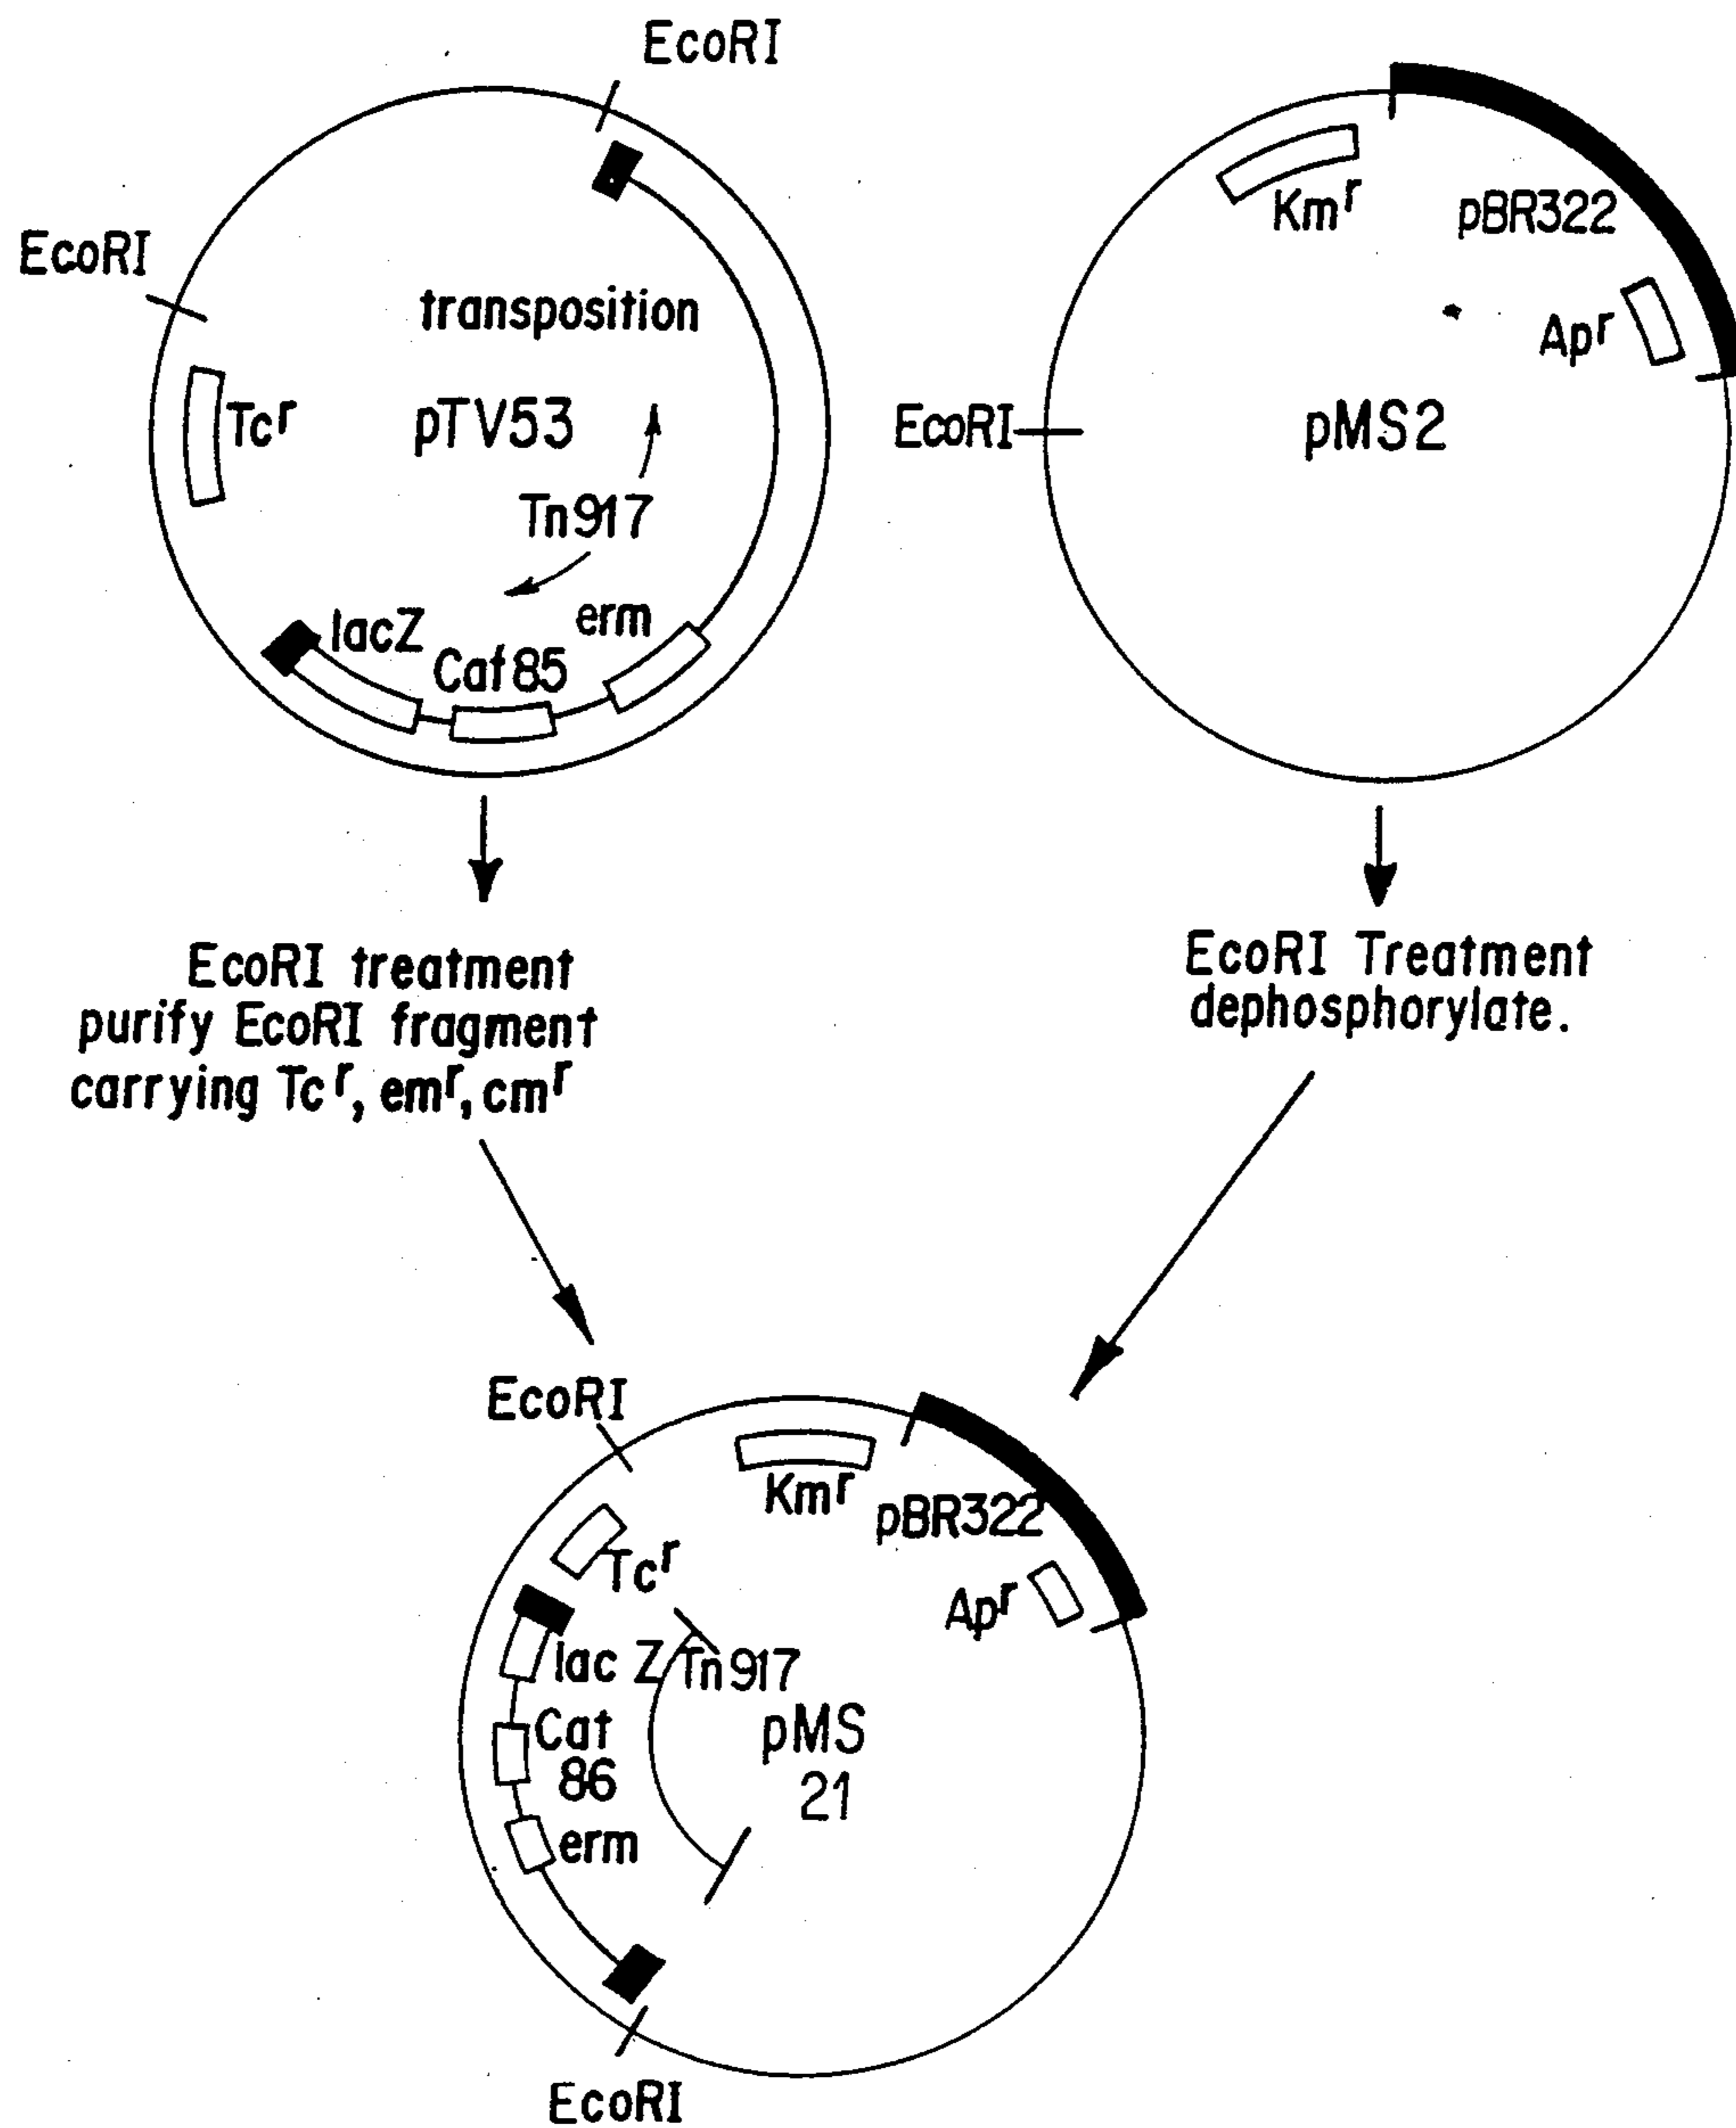 EcoRI
EcoRI
transposition
Tcʳ
pTV53
Tn917
erm
lacZ
Cat85
Kmʳ
pBR322
Apʳ
EcoRI
pMS2
EcoRI treatment
purify EcoRI fragment
carrying Tcʳ, emʳ, cmʳ
EcoRI Treatment
dephosphorylate.
EcoRI
Kmʳ
pBR322
Tcʳ
Apʳ
lac Z
Tn917
Cat
86
pMS
21
erm
EcoRI